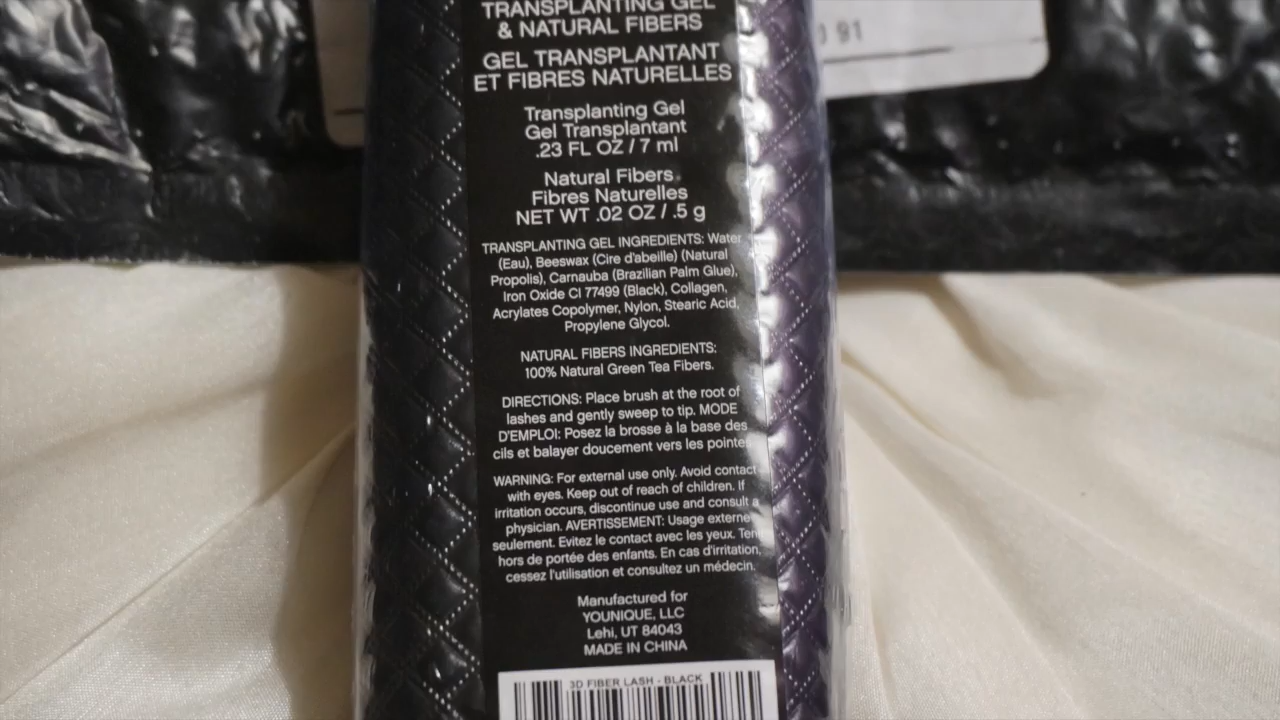 TRANSPLANTING GEL
& NATURAL FIBERS
GEL TRANSPLANTANT
ET FIBRES NATURELLES
Transplanting Gel
Gel Transplantant
.23 FL OZ / 7 ml
Natural Fibers
Fibres Naturelles
NET WT .02 OZ / .5 g
TRANSPLANTING GEL INGREDIENTS: Water
(Eau), Beeswax (Cire d'abeille) (Natural
Propolis), Carnauba (Brazilian Palm Glue),
Iron Oxide CI 77499 (Black), Collagen,
Acrylates Copolymer, Nylon, Stearic Acid,
Propylene Glycol.
NATURAL FIBERS INGREDIENTS:
100% Natural Green Tea Fibers.
DIRECTIONS: Place brush at the root of
lashes and gently sweep to tip. MODE
D'EMPLOI: Posez la brosse à la base des
cils et balayer doucement vers les pointes
WARNING: For external use only. Avoid contact
with eyes. Keep out of reach of children. If
irritation occurs, discontinue use and consult a
physician. AVERTISSEMENT: Usage externe
seulement. Evitez le contact avec les yeux. Ten
hors de portée des enfants. En cas d'irritation,
cessez l'utilisation et consultez un médecin.
Manufactured for
YOUNIQUE, LLC
Lehi, UT 84043
MADE IN CHINA
3D FIBER LASH - BLACK
91